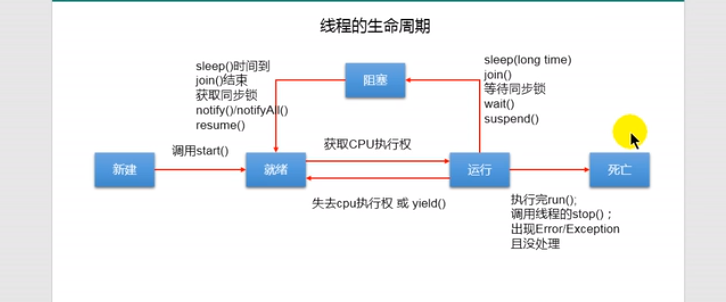 线程的生命周期
sleep()时间到
join()结束
获取同步锁
notify()/notifyAll()
resume()
阻塞
sleep(long time)
join()
等待同步锁
wait()
suspend()
调用start()
获取CPU执行权
新建
就绪
运行
死亡
失去cpu执行权 或 yield()
执行完run();
调用线程的stop()；
出现Error/Exception
且没处理